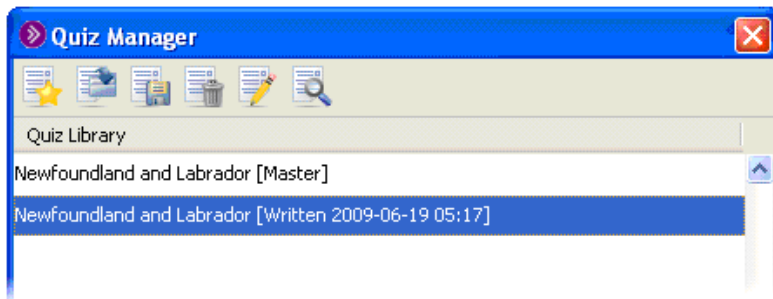 Quiz Manager
Quiz Library
Newfoundland and Labrador [Master]
Newfoundland and Labrador [Written 2009-06-19 05:17]